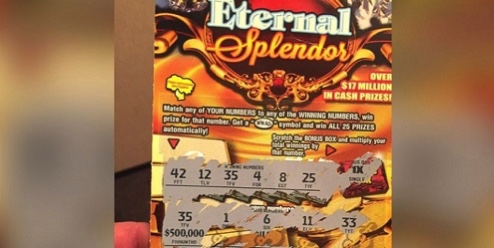 Eternal
Splendor
OVER
$17 MILLION
IN CASH PRIZES!
Match any of YOUR NUMBERS to any of the WINNING NUMBERS, win
prize for that number. Get a symbol and win ALL 25 PRIZES
automatically!
Scratch the BONUS BOX and multiply your
total winnings by
that number.
WINNING NUMBERS
42 12 35 4 8 25
FTT TLV TFV FOR EGT TFV
1X
SINGLE
35 1 6 11 33
TFV
$500,000